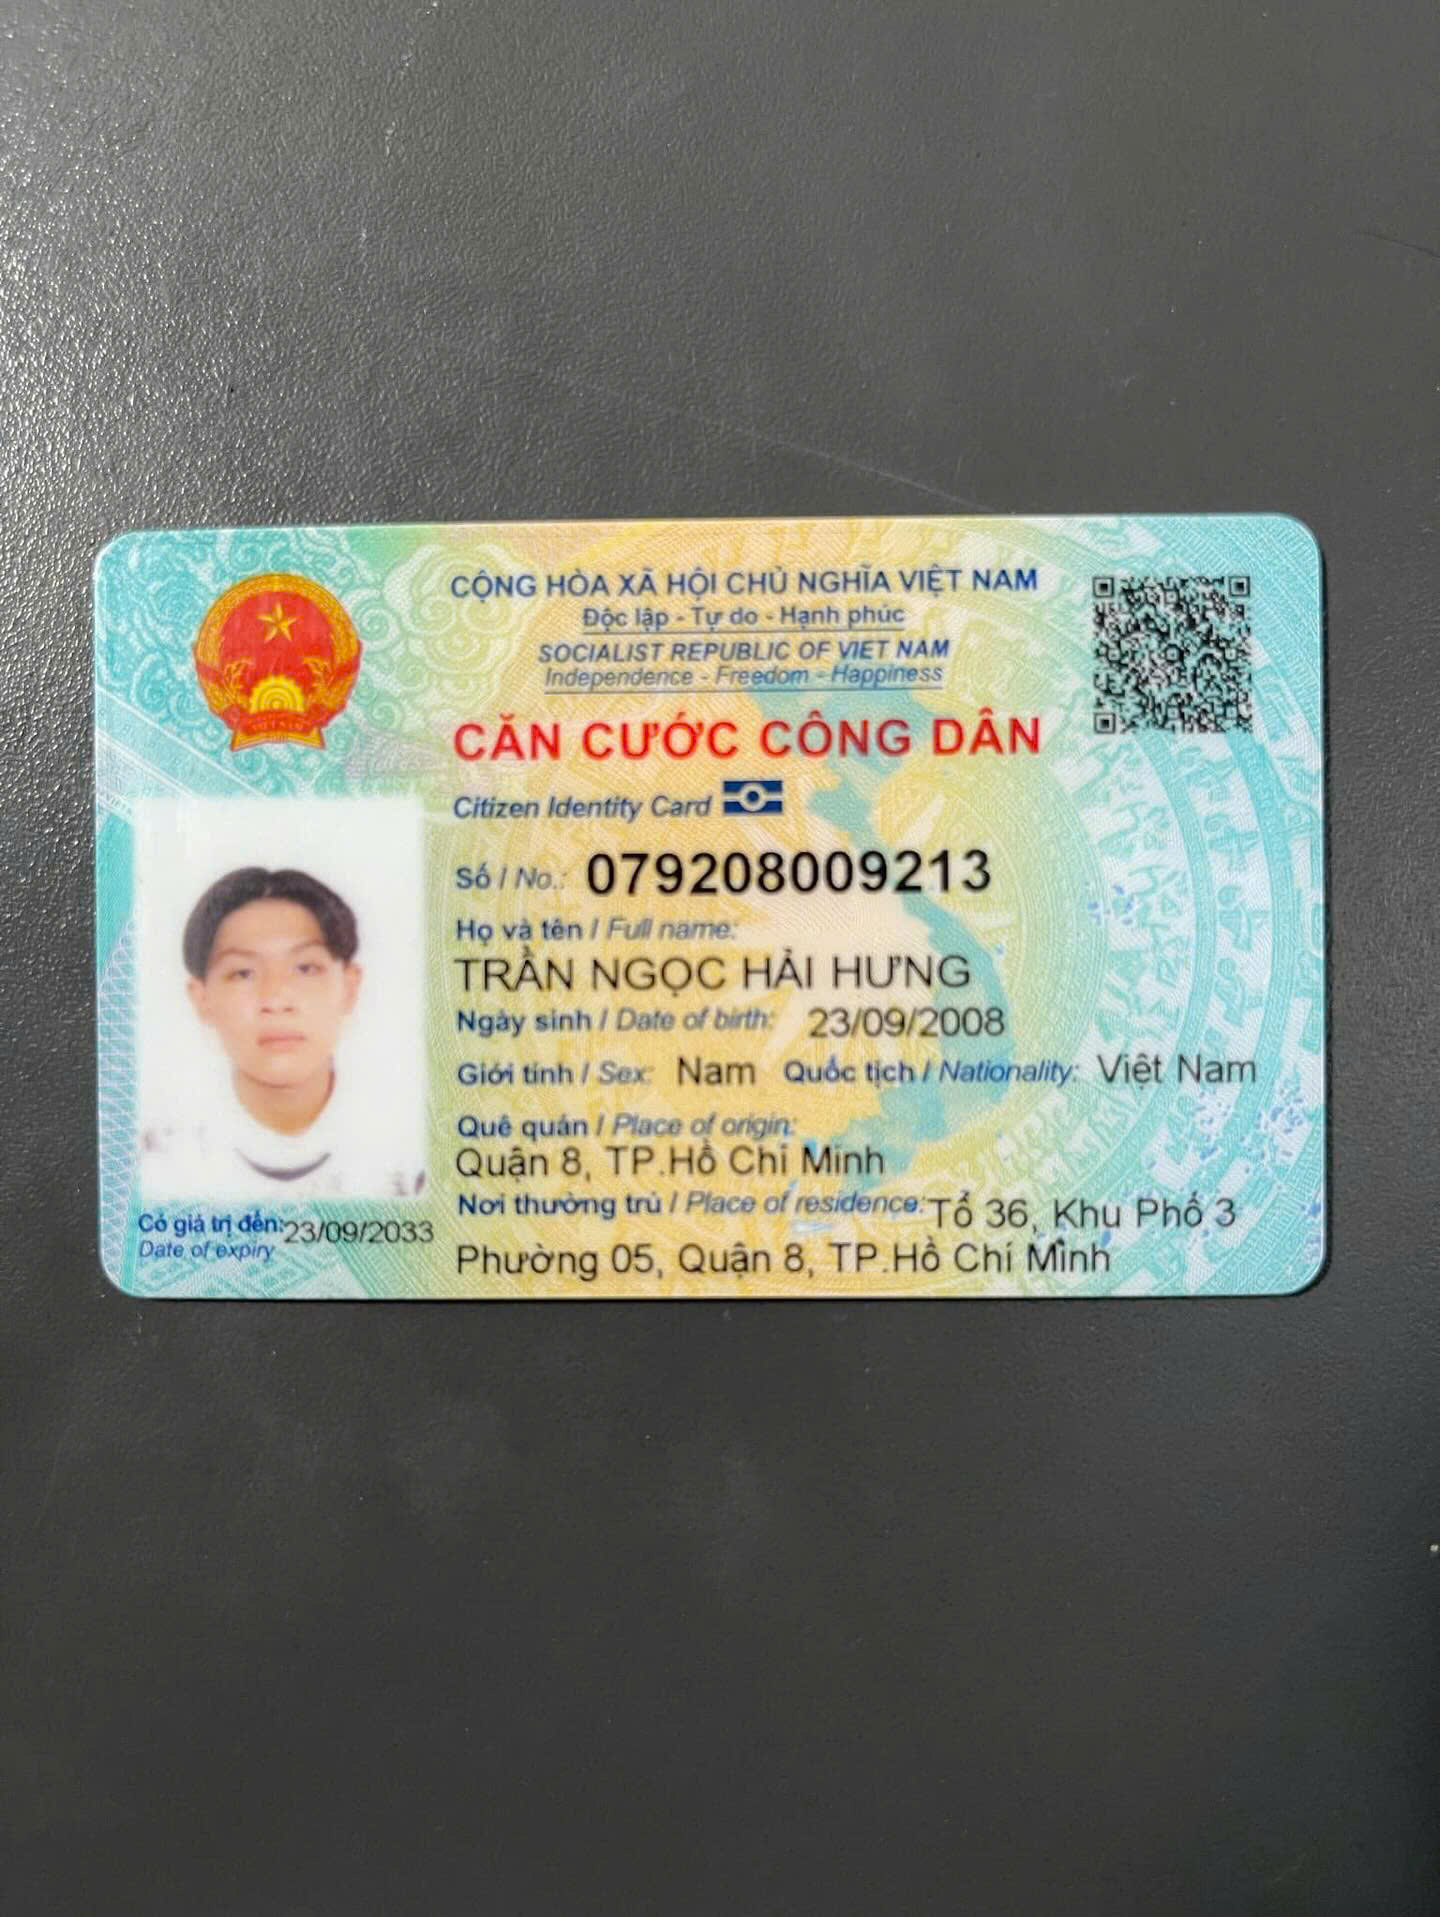 CỘNG HÒA XÃ HỘI CHỦ NGHĨA VIỆT NAM
Độc lập - Tự do - Hạnh phúc
SOCIALIST REPUBLIC OF VIET NAM
Independence - Freedom - Happiness
CĂN CƯỚC CÔNG DÂN
Citizen Identity Card
Số / No.: 079208009213
Họ và tên / Full name:
TRẦN NGỌC HẢI HƯNG
Ngày sinh / Date of birth: 23/09/2008
Giới tính / Sex: Nam Quốc tịch / Nationality: Việt Nam
Quê quán / Place of origin:
Quận 8, TP.Hồ Chí Minh
Nơi thường trú / Place of residence: Tổ 36, Khu Phố 3
Phường 05, Quận 8, TP.Hồ Chí Minh
Có giá trị đến: 23/09/2033
Date of expiry